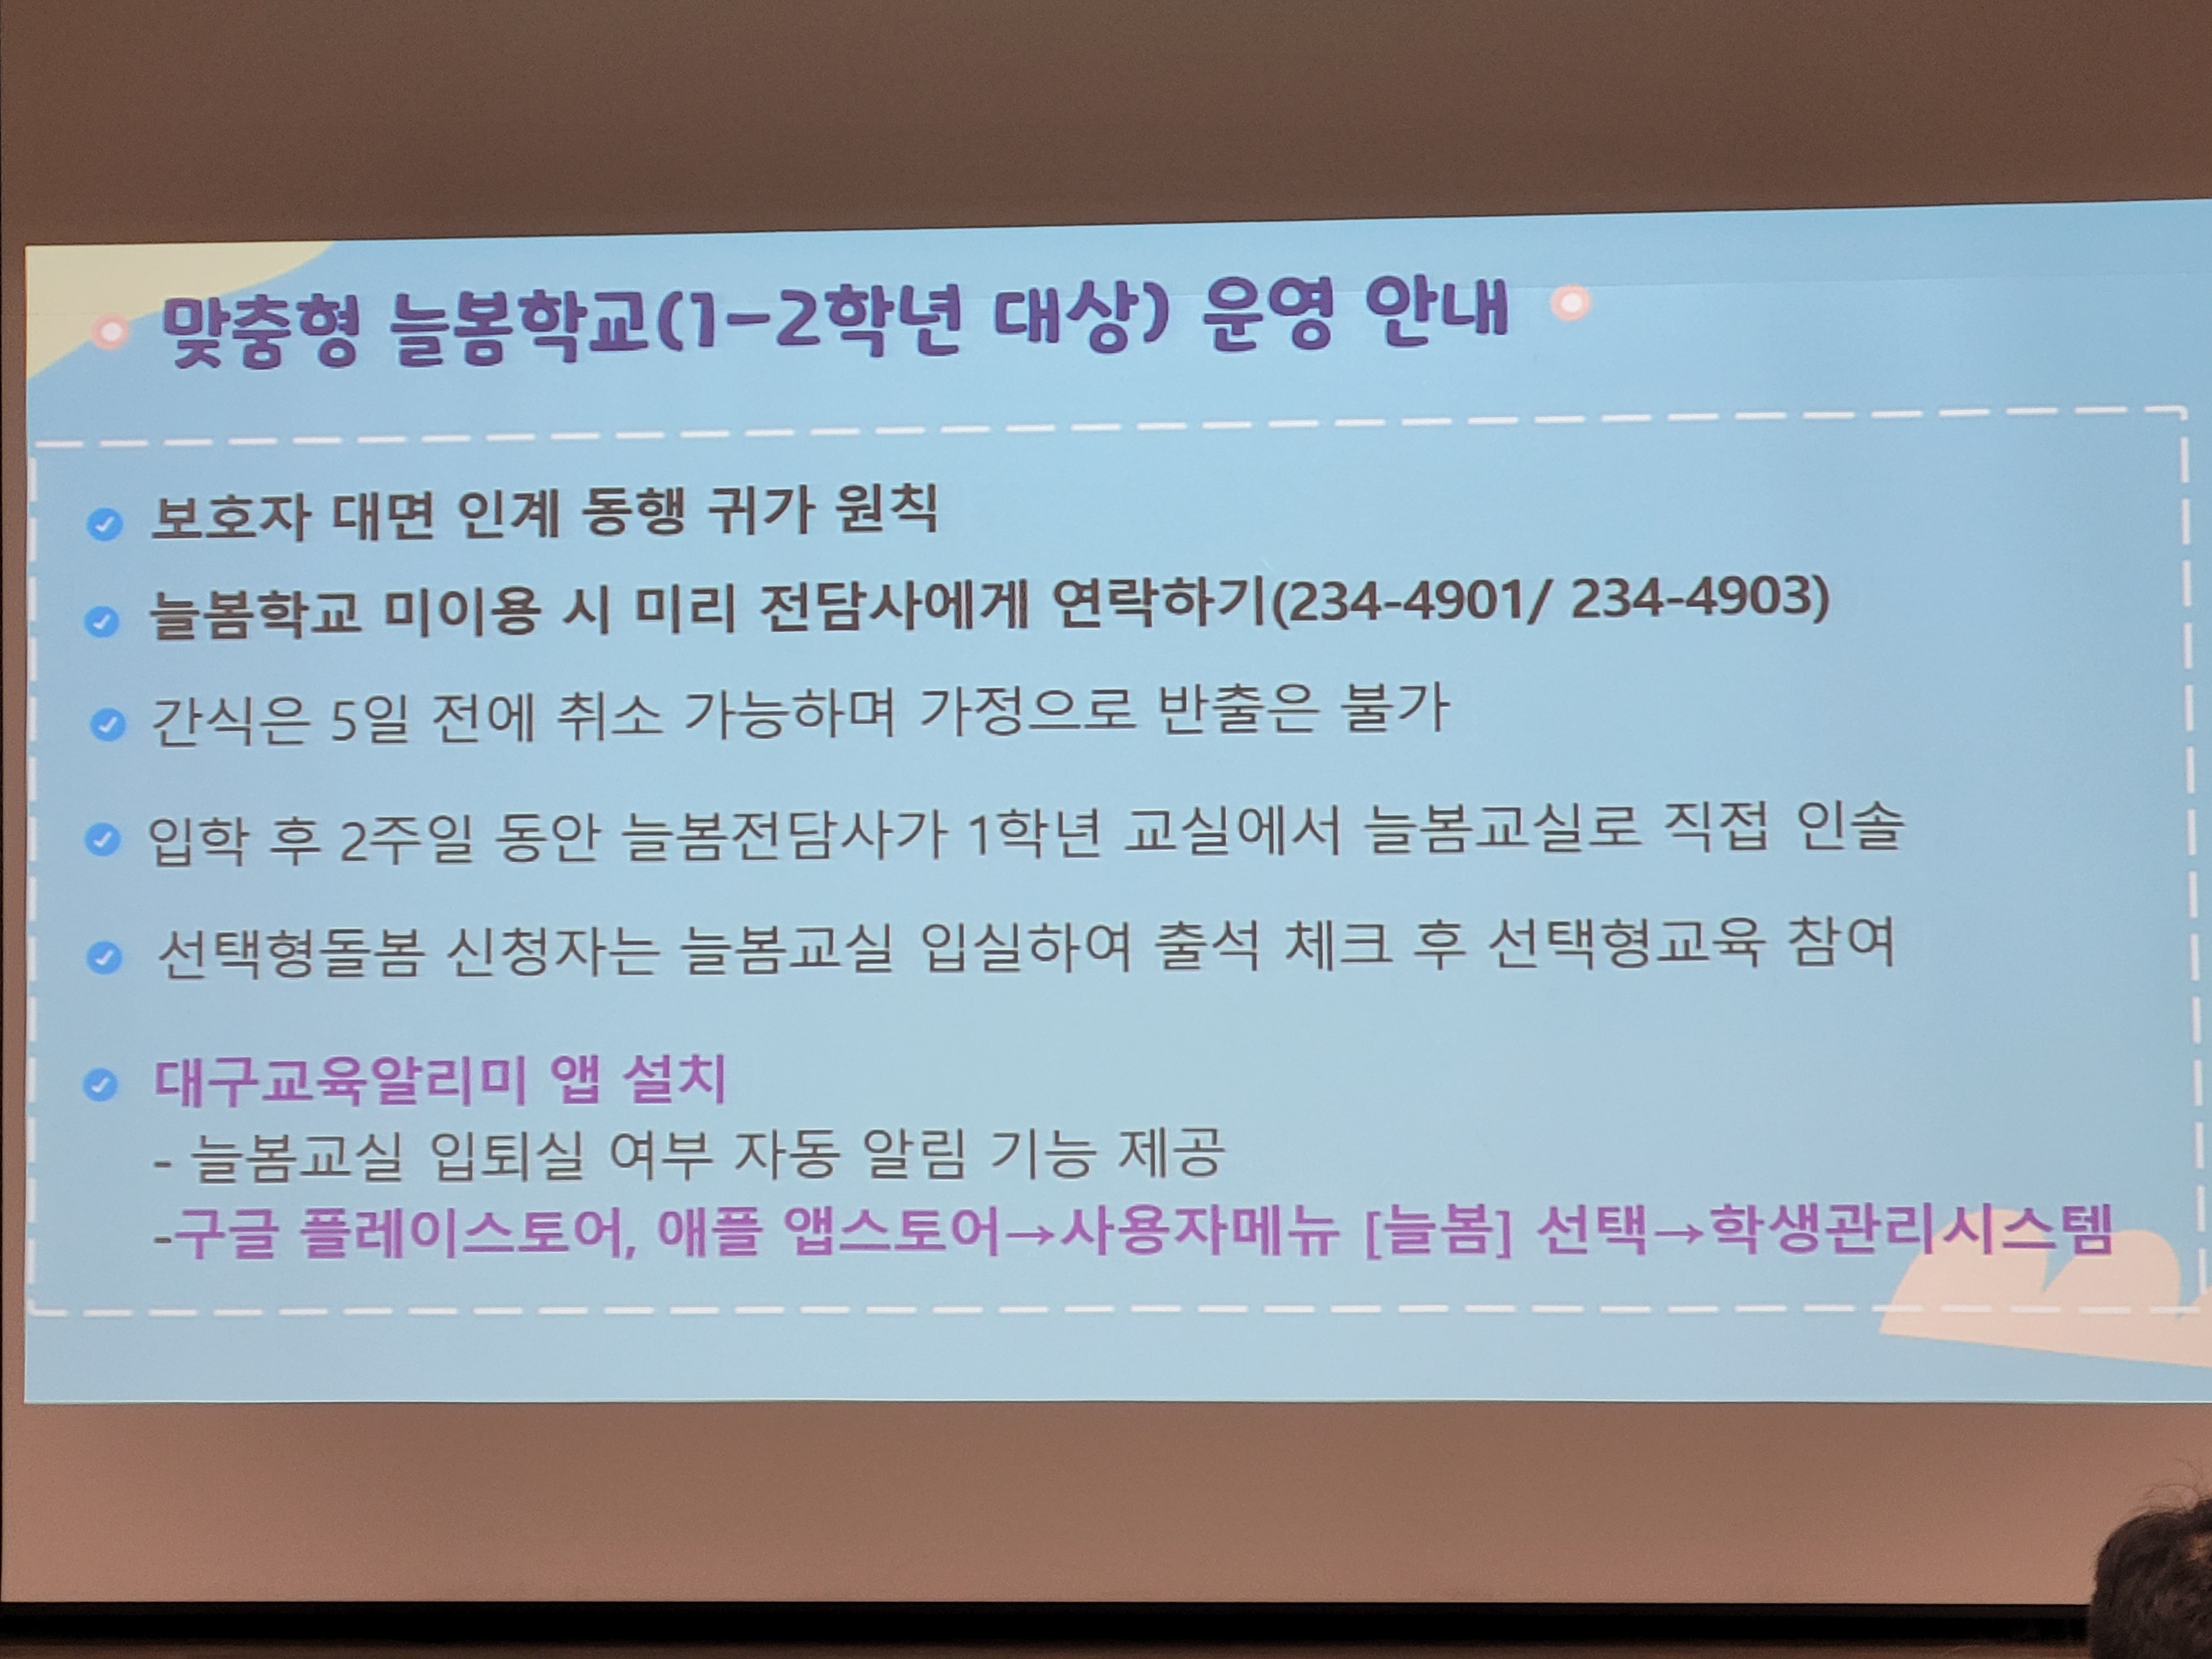 맞춤형 늘봄학교(1-2학년 대상) 운영 안내
보호자 대면 인계 동행 귀가 원칙
늘봄학교 미이용 시 미리 전담사에게 연락하기(234-4901/ 234-4903)
간식은 5일 전에 취소 가능하며 가정으로 반출은 불가
입학 후 2주일 동안 늘봄전담사가 1학년 교실에서 늘봄교실로 직접 인솔
선택형돌봄 신청자는 늘봄교실 입실하여 출석 체크 후 선택형교육 참여
대구교육알리미 앱 설치
- 늘봄교실 입퇴실 여부 자동 알림 기능 제공
-구글 플레이스토어, 애플 앱스토어→사용자메뉴 [늘봄] 선택→학생관리시스템